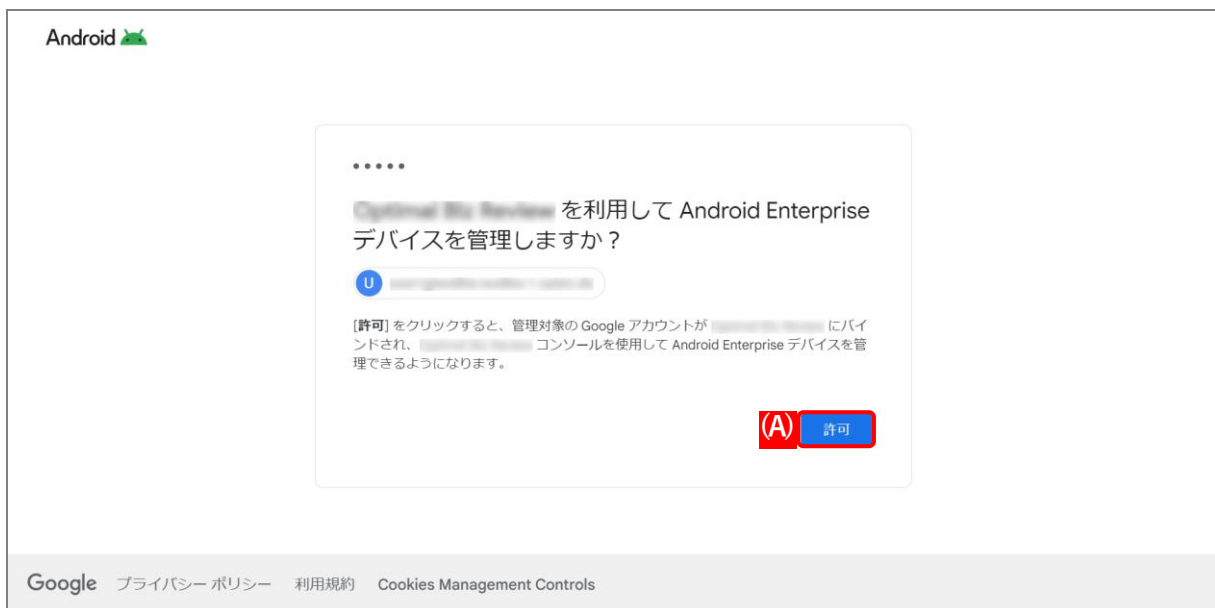 Android
を利用して Android Enterprise
デバイスを管理しますか？
U
[許可] をクリックすると、管理対象の Google アカウントが にバイ
ンドされ、 コンソールを使用して Android Enterprise デバイスを管
理できるようになります。
(A) 許可
Google プライバシー ポリシー 利用規約 Cookies Management Controls